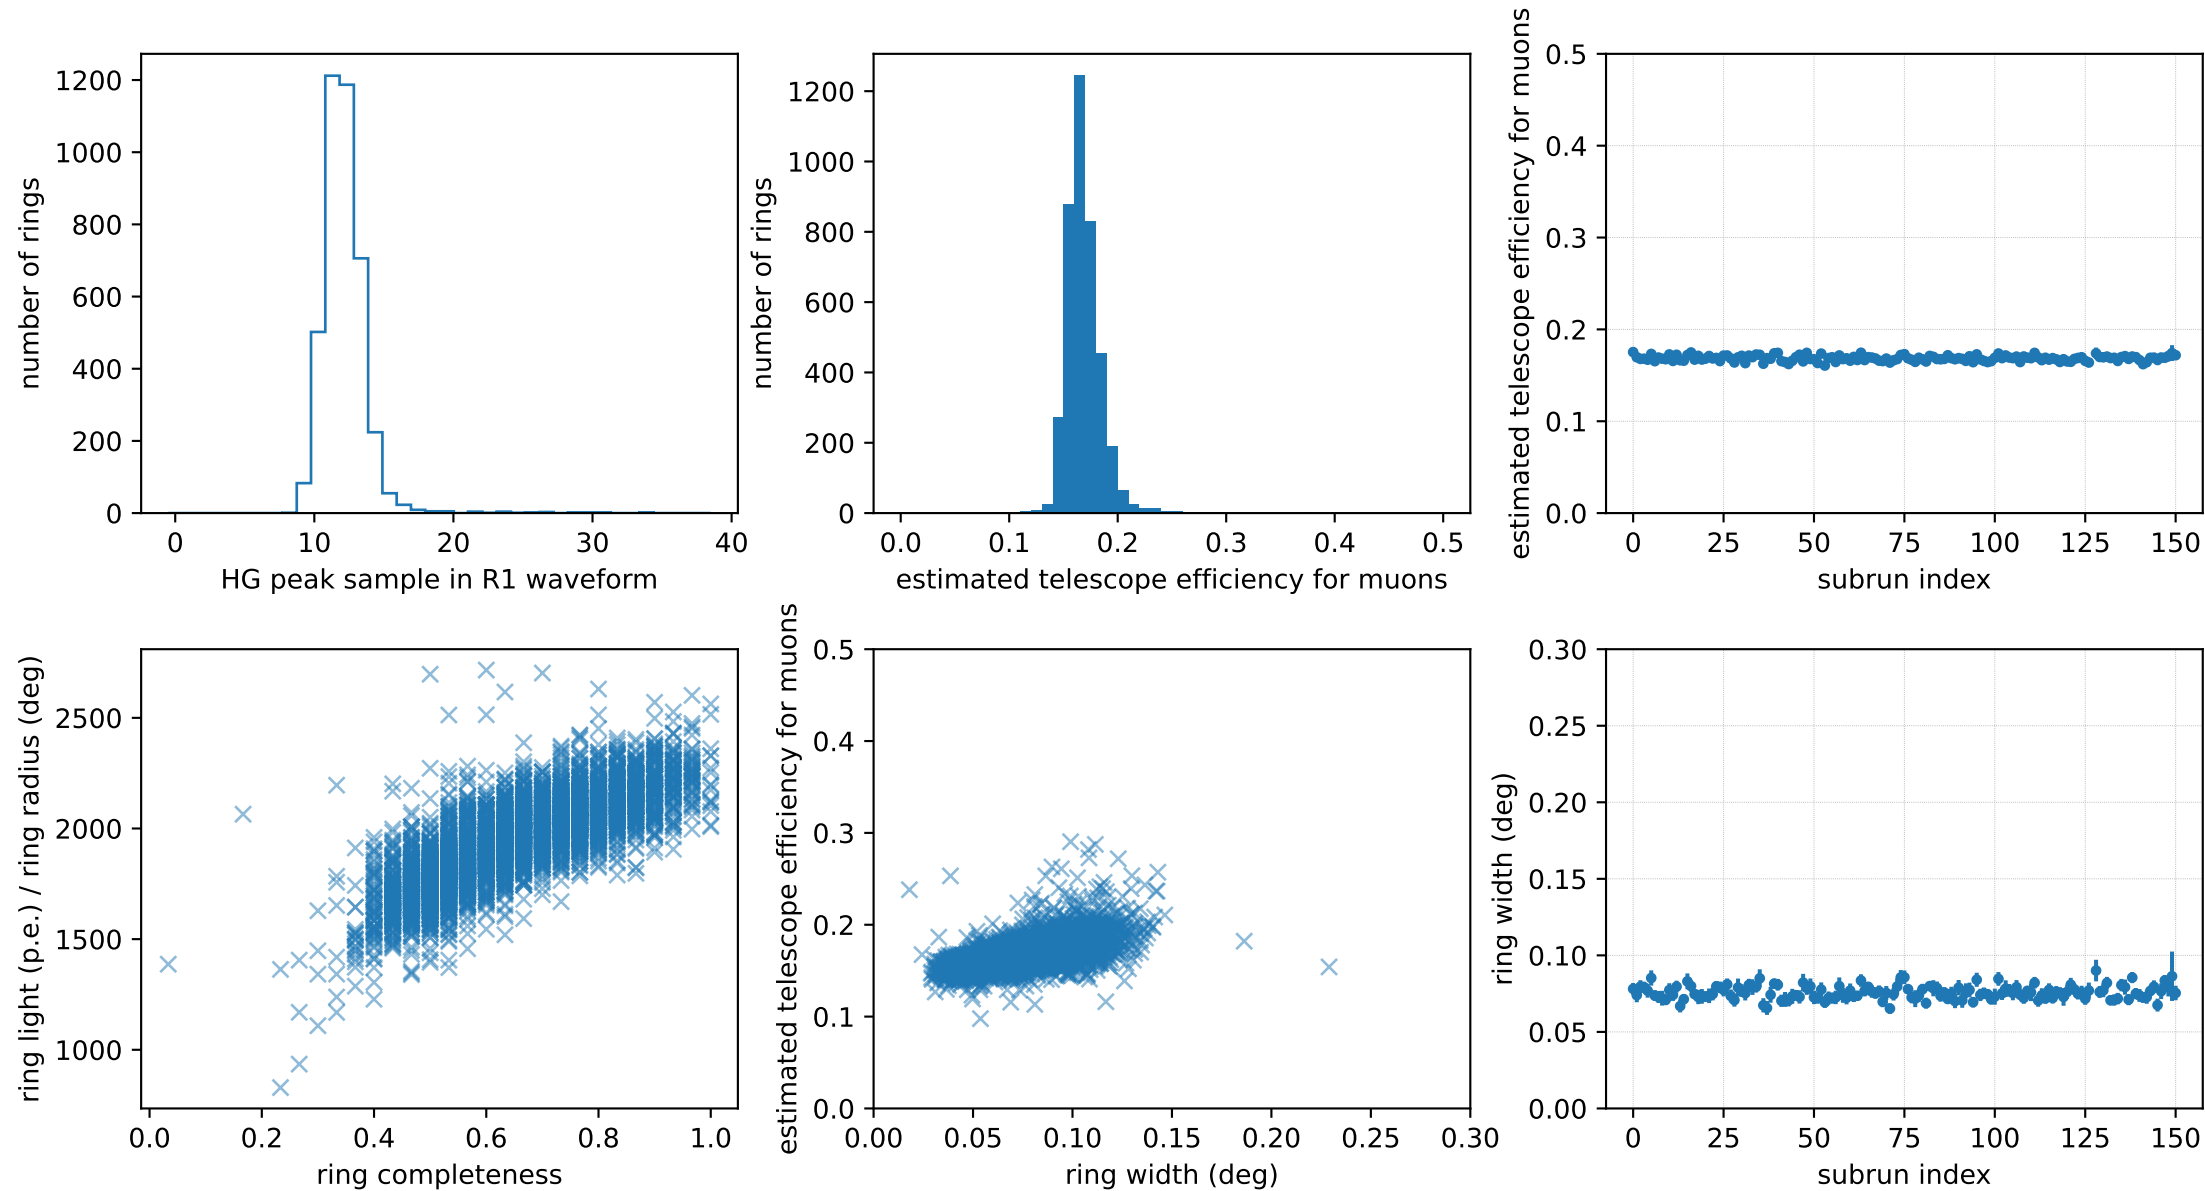 number of rings
1200
1000
800
600
400
200
0
0 10 20 30 40
HG peak sample in R1 waveform
number of rings
1200
1000
800
600
400
200
0
0.0 0.1 0.2 0.3 0.4 0.5
estimated telescope efficiency for muons
estimated telescope efficiency for muons
0.5
0.4
0.3
0.2
0.1
0.0
0 25 50 75 100 125 150
subrun index
ring light (p.e.) / ring radius (deg)
2500
2000
1500
1000
0.0 0.2 0.4 0.6 0.8 1.0
ring completeness
estimated telescope efficiency for muons
0.5
0.4
0.3
0.2
0.1
0.0
0.00 0.05 0.10 0.15 0.20 0.25 0.30
ring width (deg)
ring width (deg)
0.30
0.25
0.20
0.15
0.10
0.05
0.00
0 25 50 75 100 125 150
subrun index